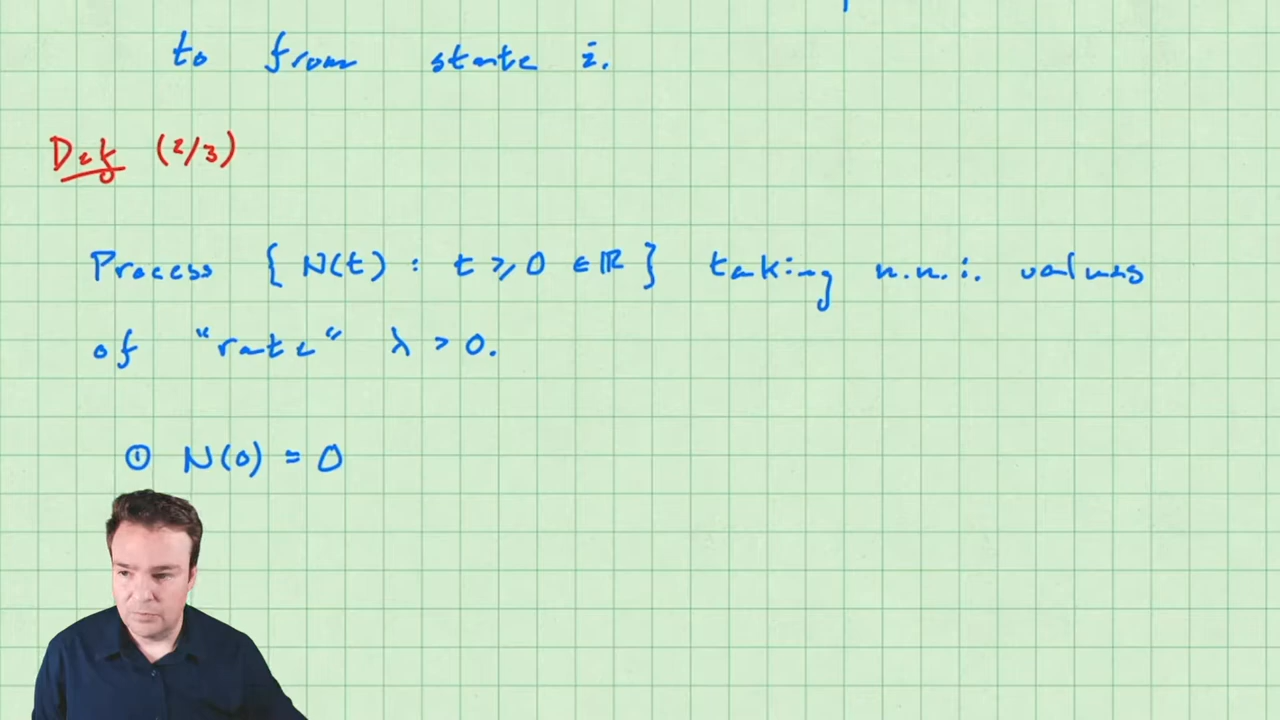 to from state i.
Def (2/3)
Process { N(t) : t ⩾ 0 ∈ ℝ } taking n.n.i. values
of "rate" λ > 0.
① N(0) = 0